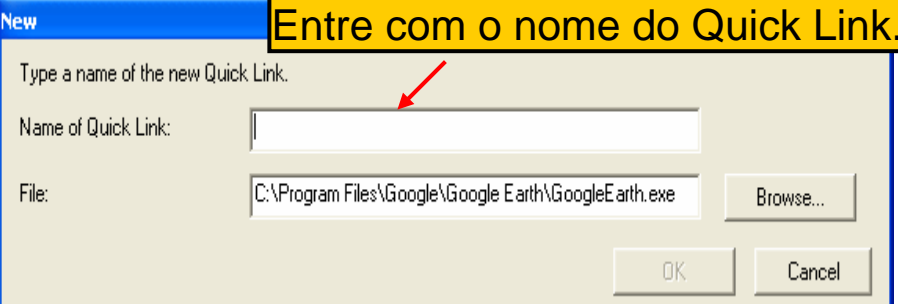 New
Entre com o nome do Quick Link.
Type a name of the new Quick Link.
Name of Quick Link:
File:
C:\Program Files\Google\Google Earth\GoogleEarth.exe
Browse...
OK
Cancel